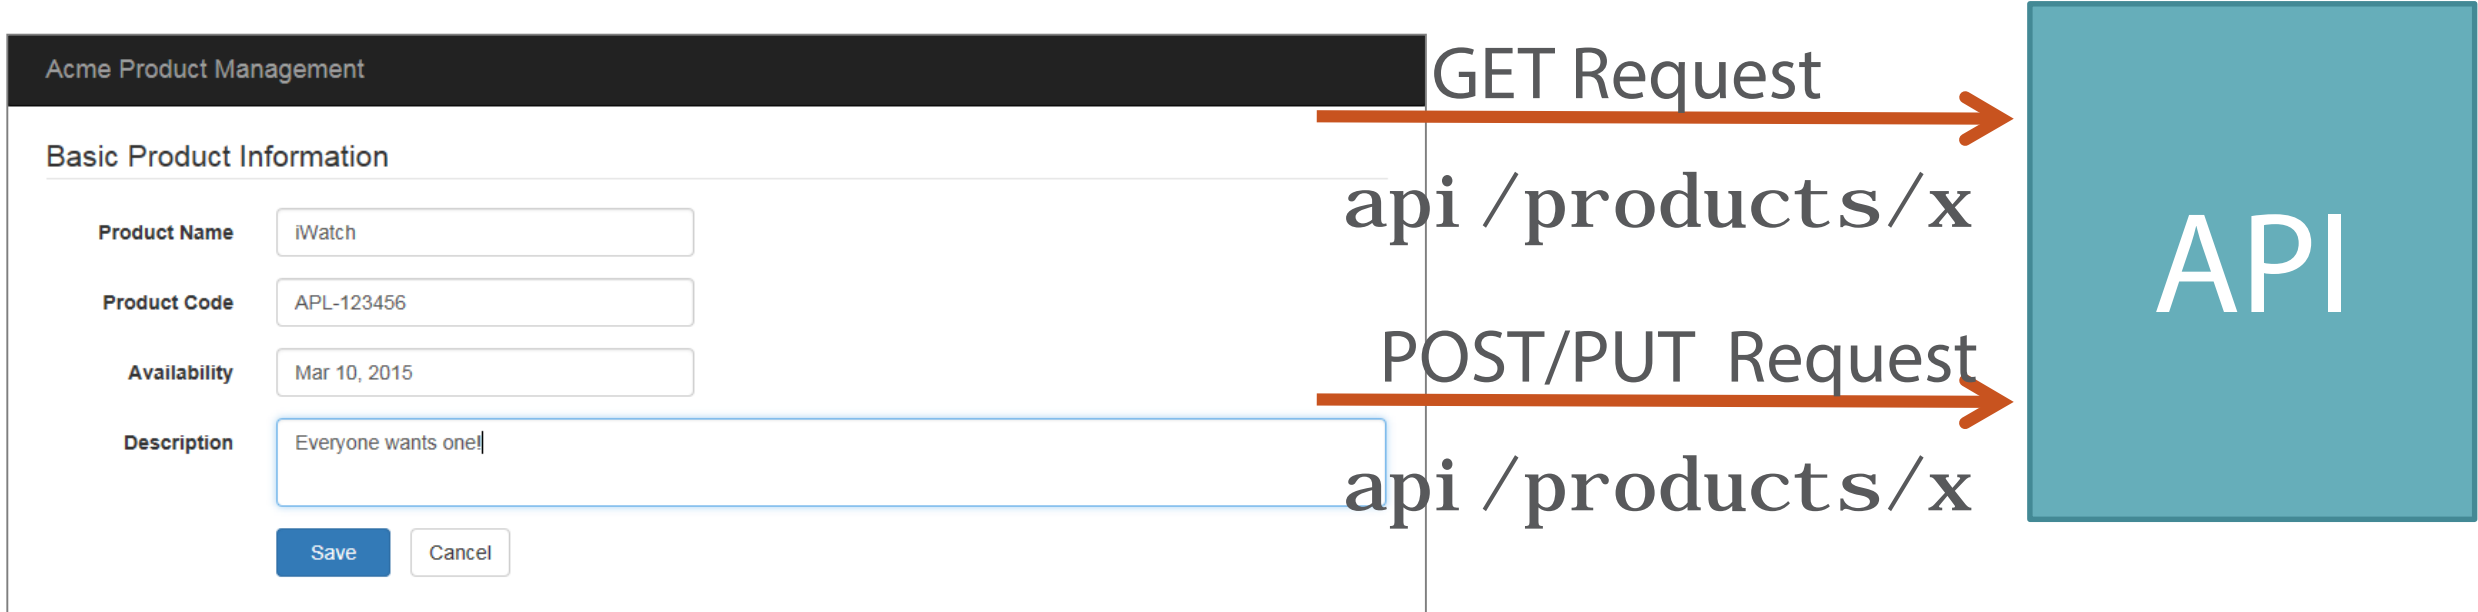 Acme Product Management
Basic Product Information
Product Name iWatch
Product Code APL-123456
Availability Mar 10, 2015
Description Everyone wants one!
Save Cancel
GET Request
api/products/x
POST/PUT Request
api/products/x
API